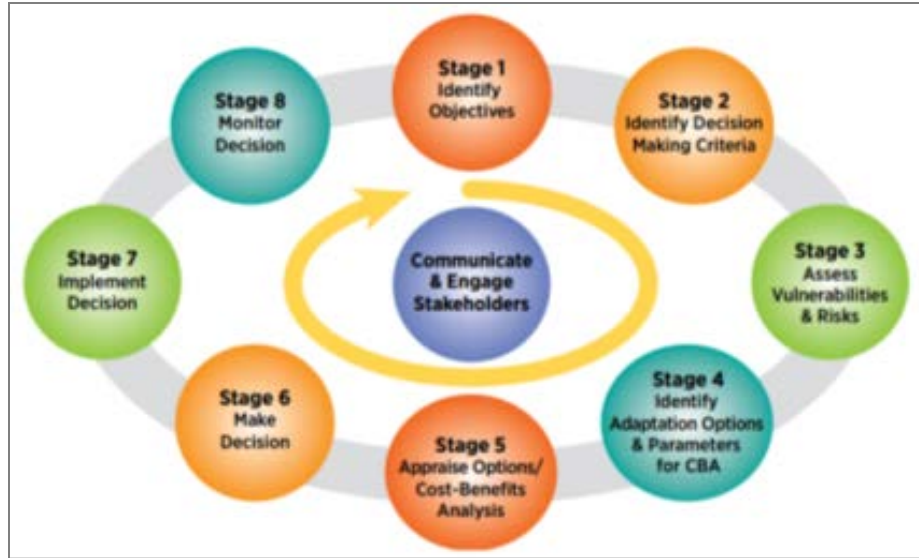 Stage 1
Identify
Objectives
Stage 2
Identify Decision
Making Criteria
Stage 3
Assess
Vulnerabilities
& Risks
Stage 4
Identify
Adaptation Options
& Parameters
for CBA
Stage 5
Appraise Options/
Cost-Benefits
Analysis
Stage 6
Make
Decision
Stage 7
Implement
Decision
Stage 8
Monitor
Decision
Communicate
& Engage
Stakeholders